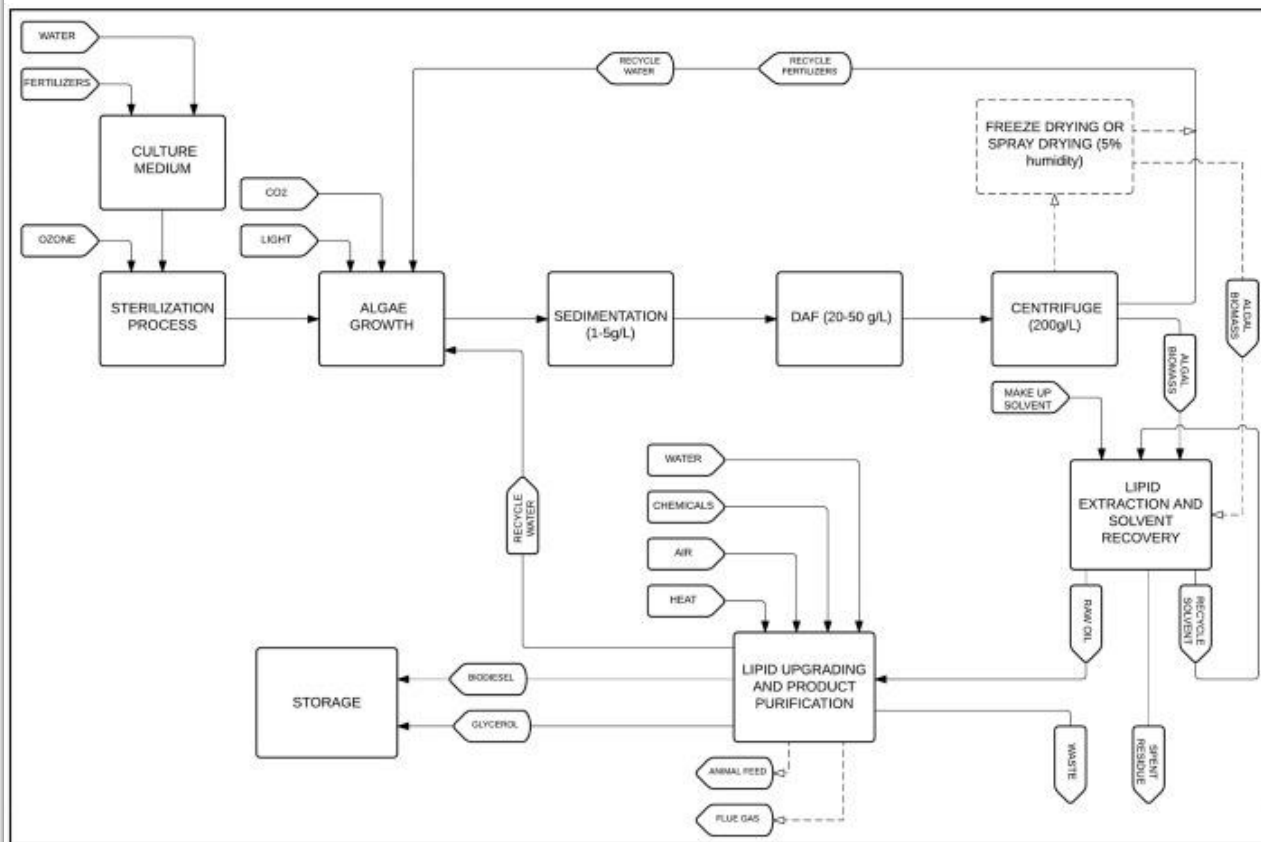 WATER
RECYCLE
WATER
RECYCLE
FERTILIZERS
FERTILIZERS
FREEZE DRYING OR
SPRAY DRYING (5%
humidity)
CULTURE
MEDIUM
CO2
OZONE
LIGHT
STERILIZATION
PROCESS
ALGAE
GROWTH
SEDIMENTATION
(1-5g/L)
DAF (20-50 g/L)
CENTRIFUGE
(200g/L)
ALGAL
BIOMASS
ALGAL
BIOMASS
MAKE UP
SOLVENT
WATER
CHEMICALS
AIR
HEAT
RECYCLE
WATER
LIPID
EXTRACTION AND
SOLVENT
RECOVERY
RAW OIL
RECYCLE
SOLVENT
STORAGE
BIODIESEL
GLYCEROL
LIPID UPGRADING
AND PRODUCT
PURIFICATION
WASTE
SPENT
RESIDUE
ANIMAL FEED
FLUE GAS